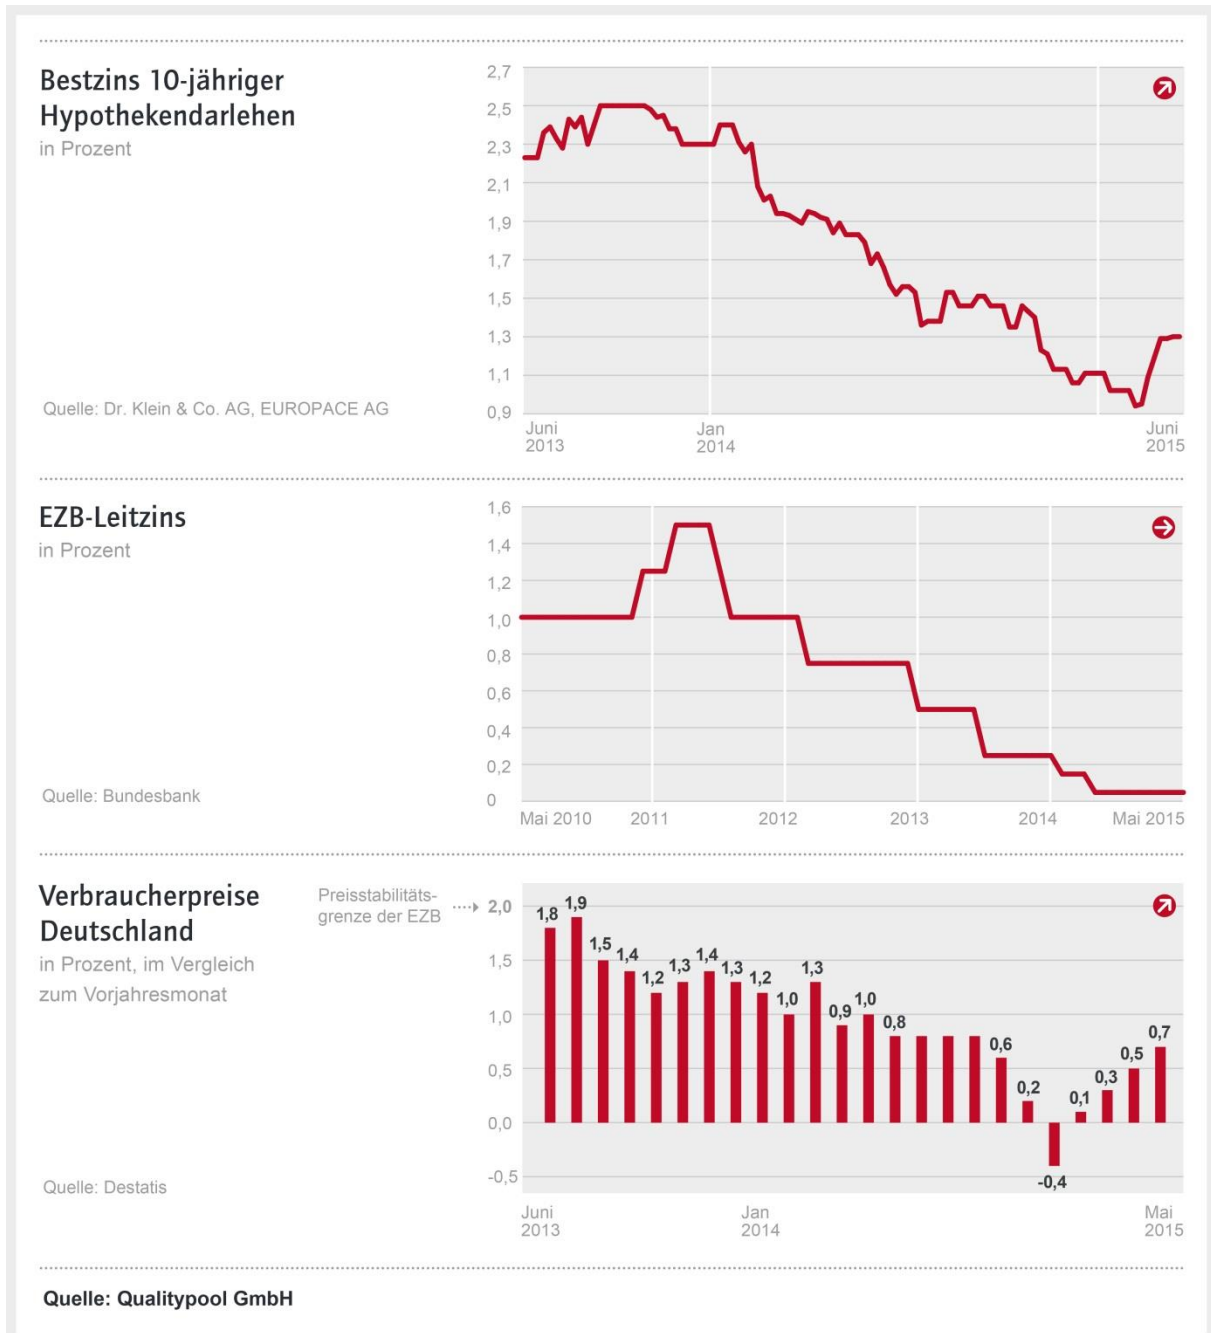 Bestzins 10-jähriger
Hypothekendarlehen
in Prozent
2,7
2,5
2,3
2,1
1,9
1,7
1,5
1,3
1,1
0,9
Quelle: Dr. Klein & Co. AG, EUROPACE AG
Juni
2013
Jan
2014
Juni
2015
EZB-Leitzins
in Prozent
1,6
1,4
1,2
1,0
0,8
0,6
0,4
0,2
0
Quelle: Bundesbank
Mai 2010 2011 2012 2013 2014 Mai 2015
Verbraucherpreise
Deutschland
in Prozent, im Vergleich
zum Vorjahresmonat
Preisstabilitäts-
grenze der EZB
2,0
1,5
1,0
0,5
0,0
-0,5
1,8 1,9 1,5 1,4 1,2 1,3 1,4 1,3 1,2 1,0 1,3 0,9 1,0 0,8 0,6 0,2 -0,4 0,1 0,3 0,5 0,7
Quelle: Destatis
Juni
2013
Jan
2014
Mai
2015
Quelle: Qualitypool GmbH